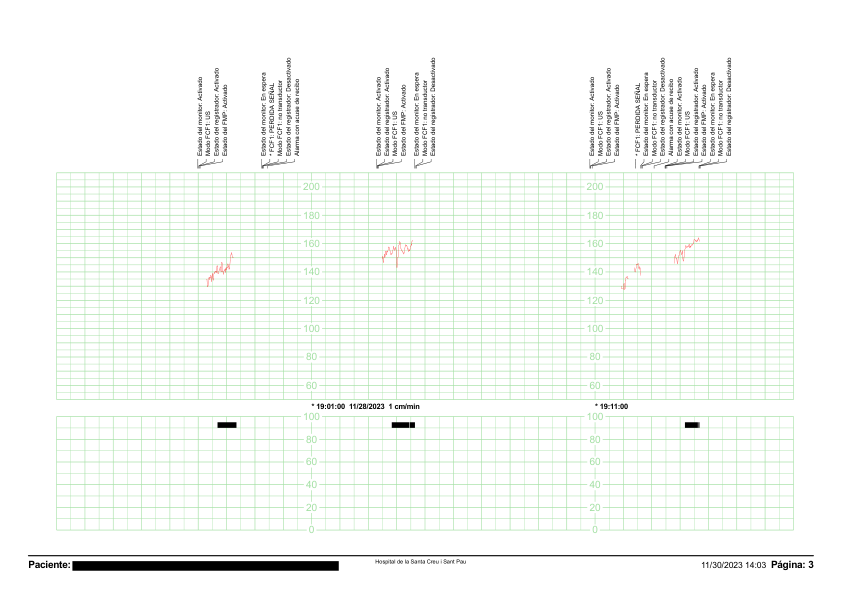 Estado del monitor: Activado
Modo FCF1: US
Estado del registrador: Activado
Estado del FMP: Activado
Estado del monitor: En espera
* FCF1: PERDIDA SEÑAL
Modo FCF1: no transductor
Estado del registrador: Desactivado
Alarma con acuse de recibo
Estado del monitor: Activado
Estado del registrador: Activado
Modo FCF1: US
Estado del FMP: Activado
Estado del monitor: En espera
Modo FCF1: no transductor
Estado del registrador: Desactivado
Estado del monitor: Activado
Modo FCF1: US
Estado del registrador: Activado
Estado del FMP: Activado
* FCF1: PERDIDA SEÑAL
Estado del monitor: En espera
Modo FCF1: no transductor
Estado del registrador: Desactivado
Alarma con acuse de recibo
Estado del monitor: Activado
Modo FCF1: US
Estado del registrador: Activado
Estado del FMP: Activado
Estado del monitor: En espera
Modo FCF1: no transductor
Estado del registrador: Desactivado
200 200
180 180
160 160
140 140
120 120
100 100
80 80
60 60
* 19:01:00 11/28/2023 1 cm/min * 19:11:00
100 100
80 80
60 60
40 40
20 20
0 0
Paciente: Hospital de la Santa Creu i Sant Pau 11/30/2023 14:03 Página: 3